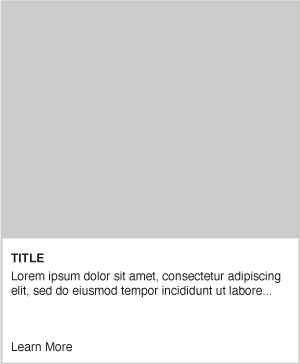 TITLE
Lorem ipsum dolor sit amet, consectetur adipiscing
elit, sed do eiusmod tempor incididunt ut labore...
Learn More